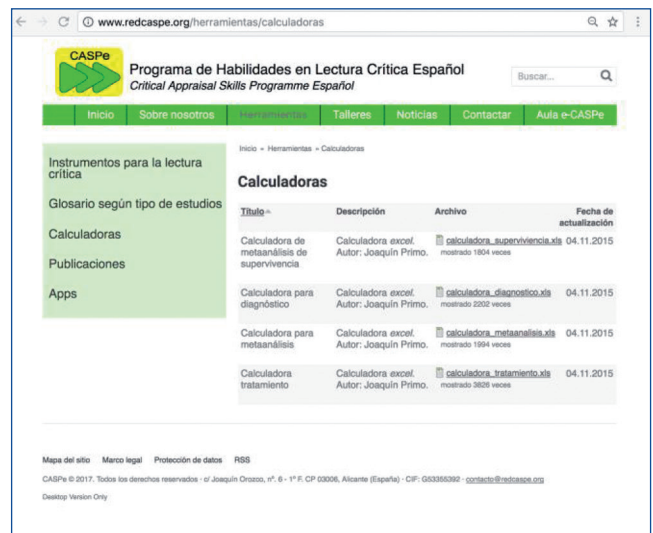 www.redcaspe.org/herramientas/calculadoras
CASPe
Programa de Habilidades en Lectura Crítica Español
Critical Appraisal Skills Programme Español
Buscar...
Inicio Sobre nosotros Herramientas Talleres Noticias Contactar Aula e-CASPe
Inicio » Herramientas » Calculadoras
Instrumentos para la lectura
crítica
Glosario según tipo de estudios
Calculadoras
Publicaciones
Apps
Calculadoras
Título Descripción Archivo Fecha de
actualización
Calculadora de Calculadora excel. calculadora_superviviencia.xls 04.11.2015
metaanálisis de Autor: Joaquín Primo. mostrado 1804 veces
supervivencia
Calculadora para Calculadora excel. calculadora_diagnostico.xls 04.11.2015
diagnóstico Autor: Joaquín Primo. mostrado 2202 veces
Calculadora para Calculadora excel. calculadora_metaanalisis.xls 04.11.2015
metaanálisis Autor: Joaquín Primo. mostrado 1994 veces
Calculadora Calculadora excel. calculadora_tratamiento.xls 04.11.2015
tratamiento Autor: Joaquín Primo. mostrado 3826 veces
Mapa del sitio Marco legal Protección de datos RSS
CASPe © 2017. Todos los derechos reservados · c/ Joaquín Orozco, nº. 6 - 1º F. CP 03006, Alicante (España) · CIF: G53355392 · contacto@redcaspe.org
Desktop Version Only